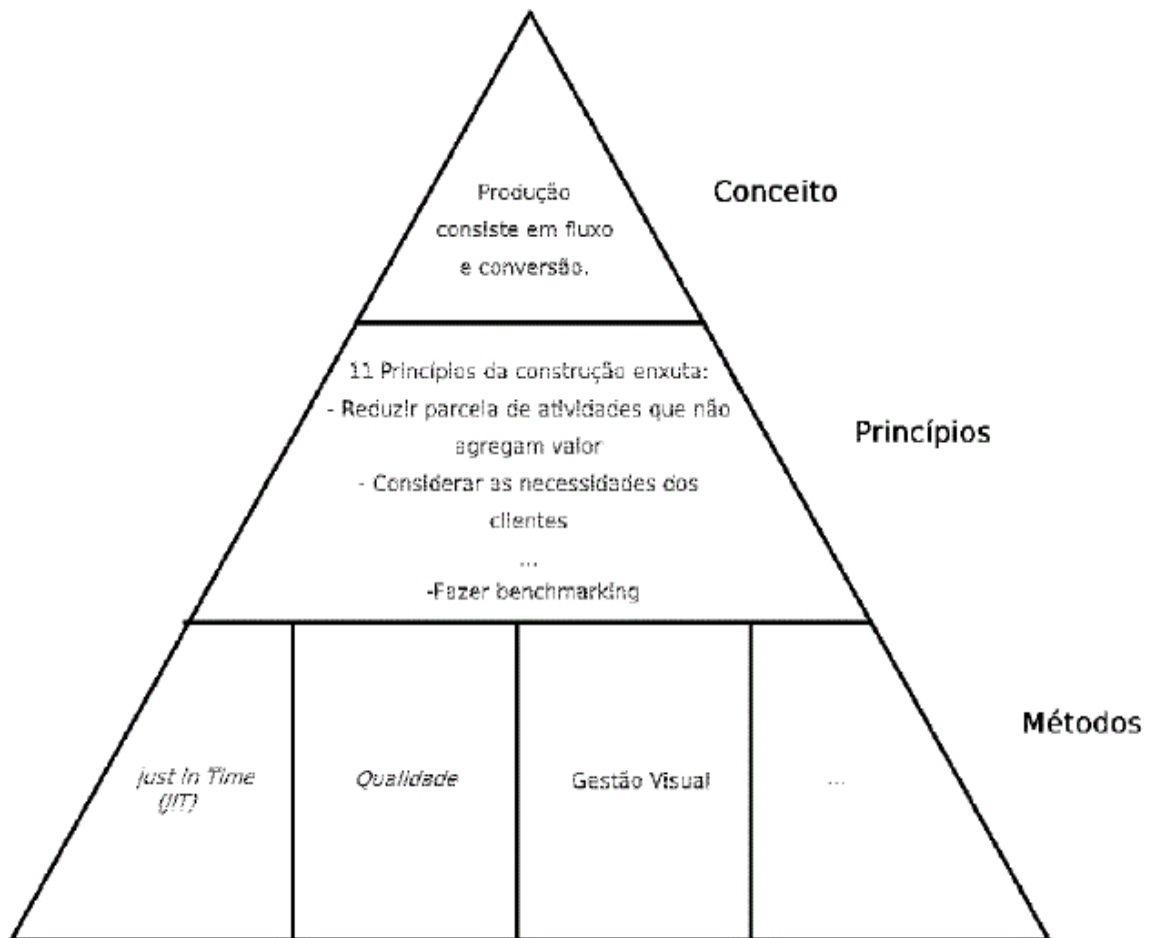 Produção
consiste em fluxo
e conversão.
Conceito
11 Princípios da construção enxuta:
- Reduzir parcela de atividades que não
agregam valor
- Considerar as necessidades dos
clientes
...
-Fazer benchmarking
Princípios
Just in Time
(JIT)
Qualidade
Gestão Visual
...
Métodos